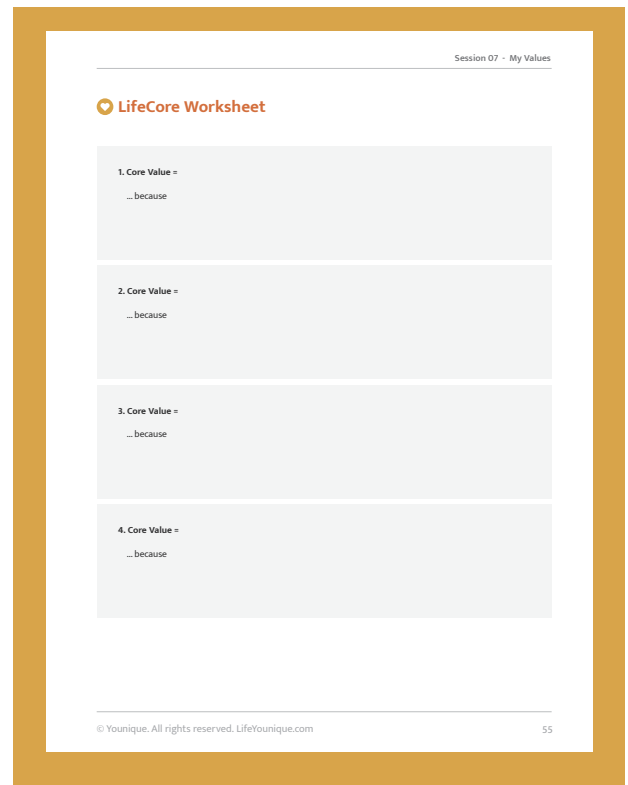 Session 07 · My Values
LifeCore Worksheet
1. Core Value =
... because
2. Core Value =
... because
3. Core Value =
... because
4. Core Value =
... because
© Younique. All rights reserved. LifeYounique.com
55